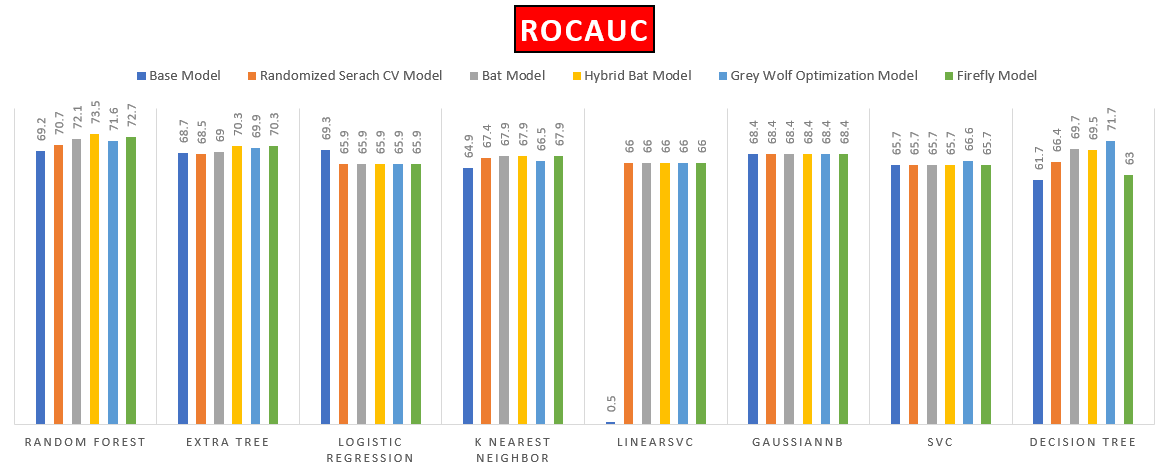 ROCAUC
Base Model Randomized Serach CV Model Bat Model Hybrid Bat Model Grey Wolf Optimization Model Firefly Model
69.2 70.7 72.1 73.5 71.6 72.7
68.7 68.5 69 70.3 69.9 70.3
69.3 65.9 65.9 65.9 65.9 65.9
64.9 67.4 67.9 67.9 66.5 67.9
0.5 66 66 66 66 66
68.4 68.4 68.4 68.4 68.4 68.4
65.7 65.7 65.7 65.7 66.6 65.7
61.7 66.4 69.7 69.5 71.7 63
RANDOM FOREST
EXTRA TREE
LOGISTIC
REGRESSION
K NEAREST
NEIGHBOR
LINEARSVC
GAUSSIANNB
SVC
DECISION TREE